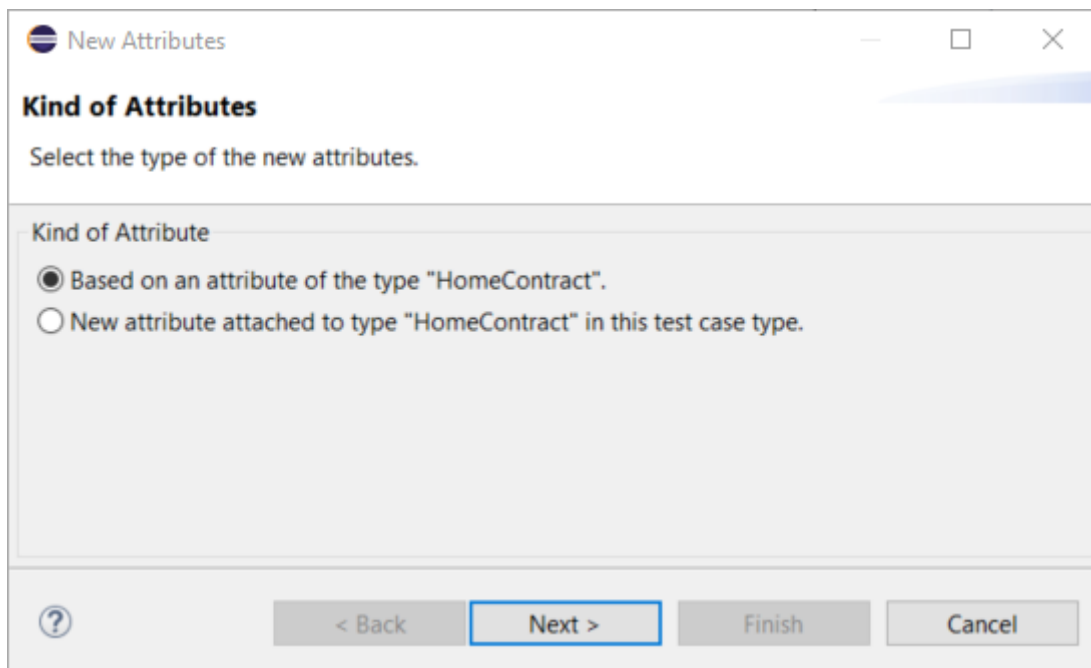 New Attributes
Kind of Attributes
Select the type of the new attributes.
Kind of Attribute
Based on an attribute of the type "HomeContract".
New attribute attached to type "HomeContract" in this test case type.
? < Back Next > Finish Cancel